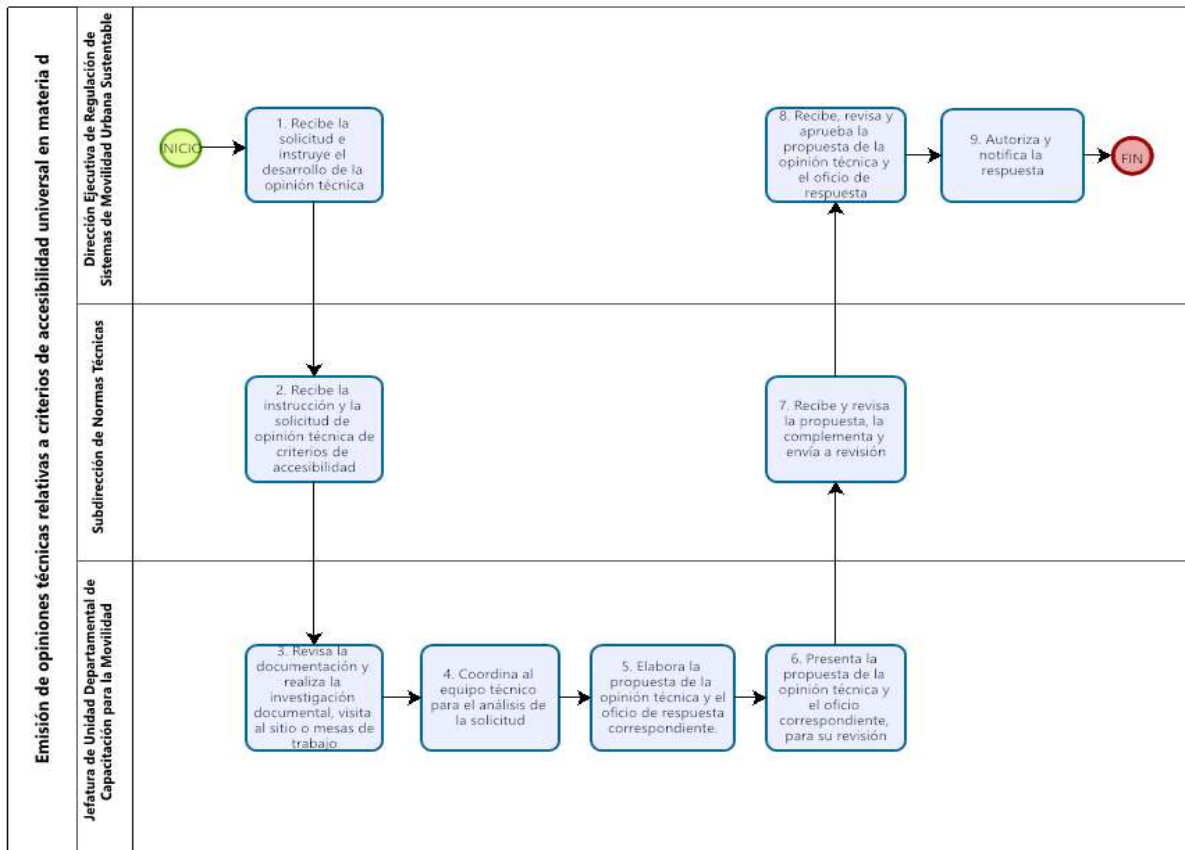 Emisión de opiniones técnicas relativas a criterios de accesibilidad universal en materia d
Dirección Ejecutiva de Regulación de
Sistemas de Movilidad Urbana Sustentable
INICIO
1. Recibe la
solicitud e
instruye el
desarrollo de la
opinión técnica
8. Recibe, revisa y
aprueba la
propuesta de la
opinión técnica y
el oficio de
respuesta
9. Autoriza y
notifica la
respuesta
FIN
Subdirección de Normas Técnicas
2. Recibe la
instrucción y la
solicitud de
opinión técnica de
criterios de
accesibilidad
7. Recibe y revisa
la propuesta, la
complementa y
envía a revisión
Jefatura de Unidad Departamental de
Capacitación para la Movilidad
3. Revisa la
documentación y
realiza la
investigación
documental, visita
al sitio o mesas de
trabajo
4. Coordina al
equipo técnico
para el análisis de
la solicitud
5. Elabora la
propuesta de la
opinión técnica y el
oficio de respuesta
correspondiente.
6. Presenta la
propuesta de la
opinión técnica y
el oficio
correspondiente,
para su revisión